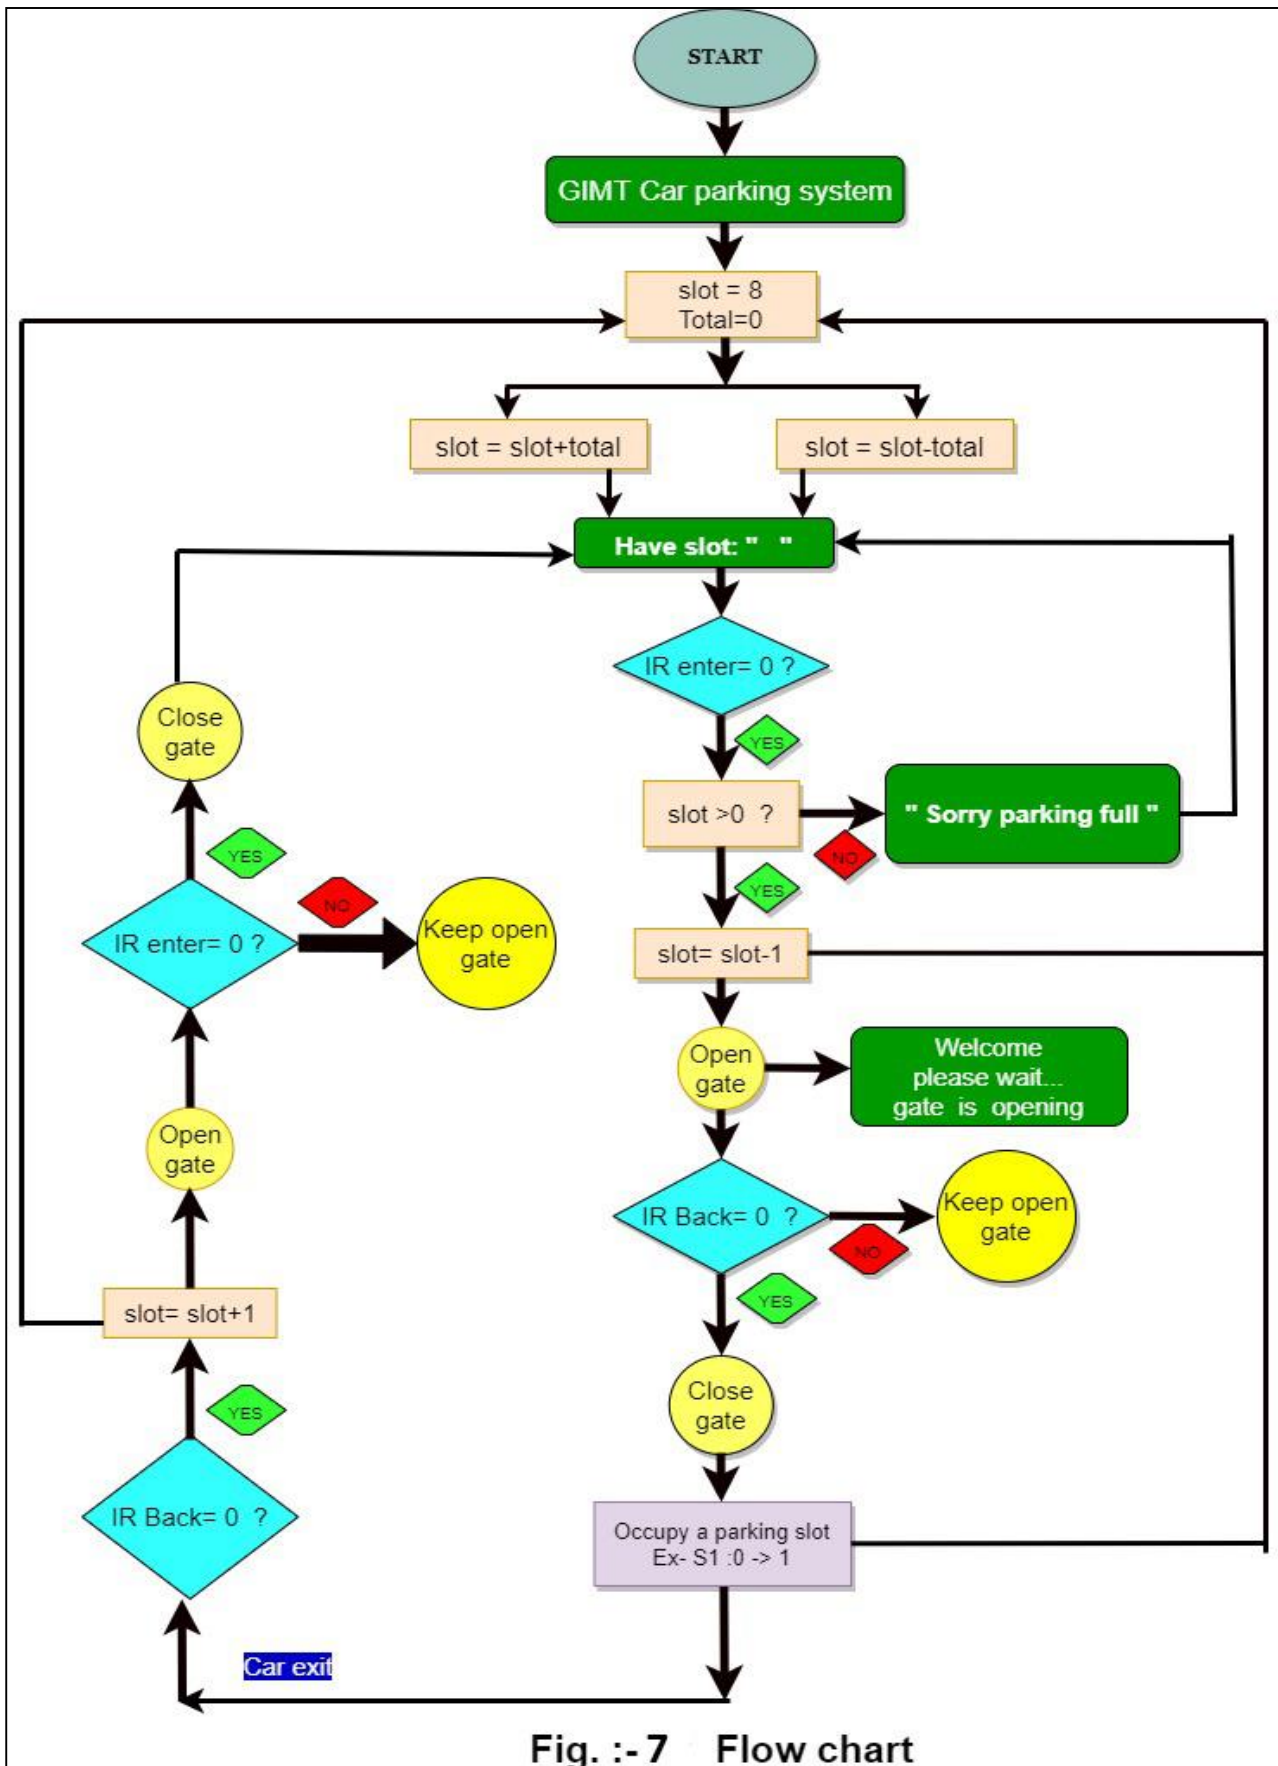 START
GIMT Car parking system
slot = 8
Total=0
slot = slot+total
slot = slot-total
Have slot: "   "
IR enter= 0 ?
YES
slot >0  ?
NO
" Sorry parking full "
YES
slot= slot-1
Open
gate
Welcome
please wait...
gate is opening
IR Back= 0  ?
NO
Keep open
gate
YES
Close
gate
Occupy a parking slot
Ex- S1 :0 -> 1
Car exit
IR Back= 0  ?
YES
slot= slot+1
Open
gate
IR enter= 0 ?
NO
Keep open
gate
YES
Close
gate
Fig. :- 7 Flow chart